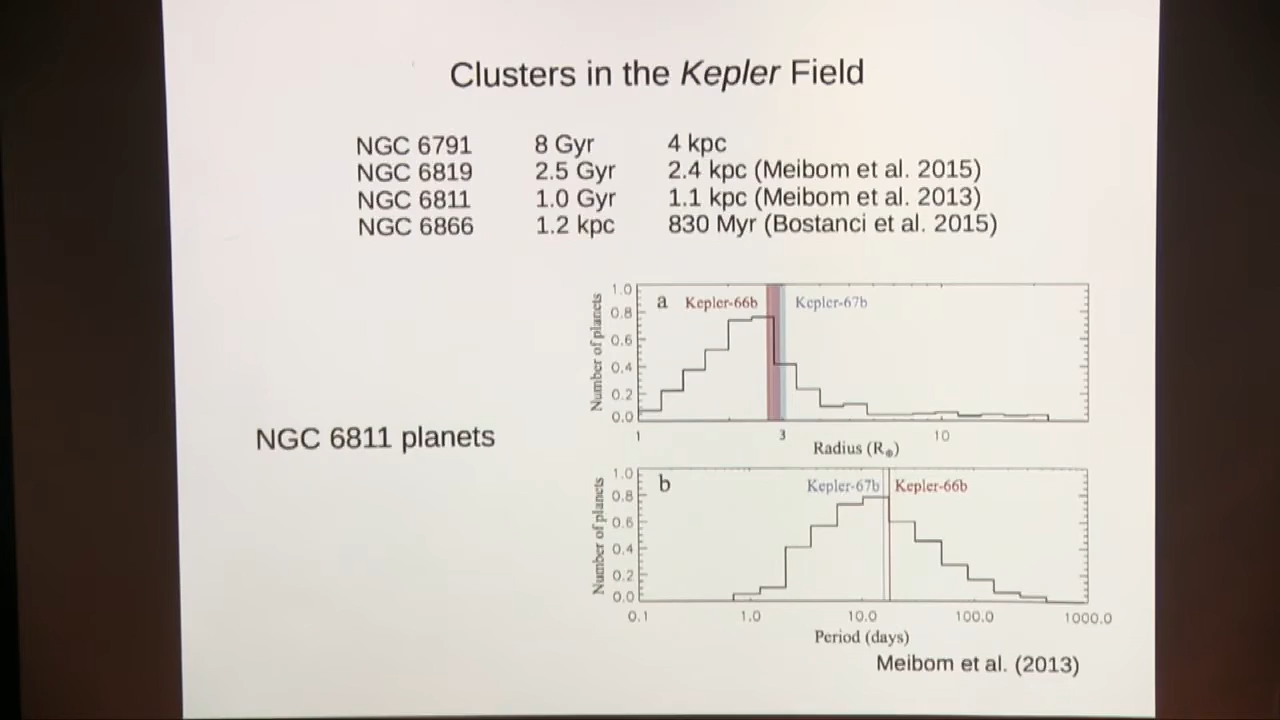 Clusters in the Kepler Field
NGC 6791 8 Gyr 4 kpc
NGC 6819 2.5 Gyr 2.4 kpc (Meibom et al. 2015)
NGC 6811 1.0 Gyr 1.1 kpc (Meibom et al. 2013)
NGC 6866 1.2 kpc 830 Myr (Bostanci et al. 2015)
NGC 6811 planets
a Kepler-66b Kepler-67b
Number of planets
1.0
0.8
0.6
0.4
0.2
0.0
1 3 10
Radius (R⊕)
b Kepler-67b Kepler-66b
Number of planets
1.0
0.8
0.6
0.4
0.2
0.0
0.1 1.0 10.0 100.0 1000.0
Period (days)
Meibom et al. (2013)